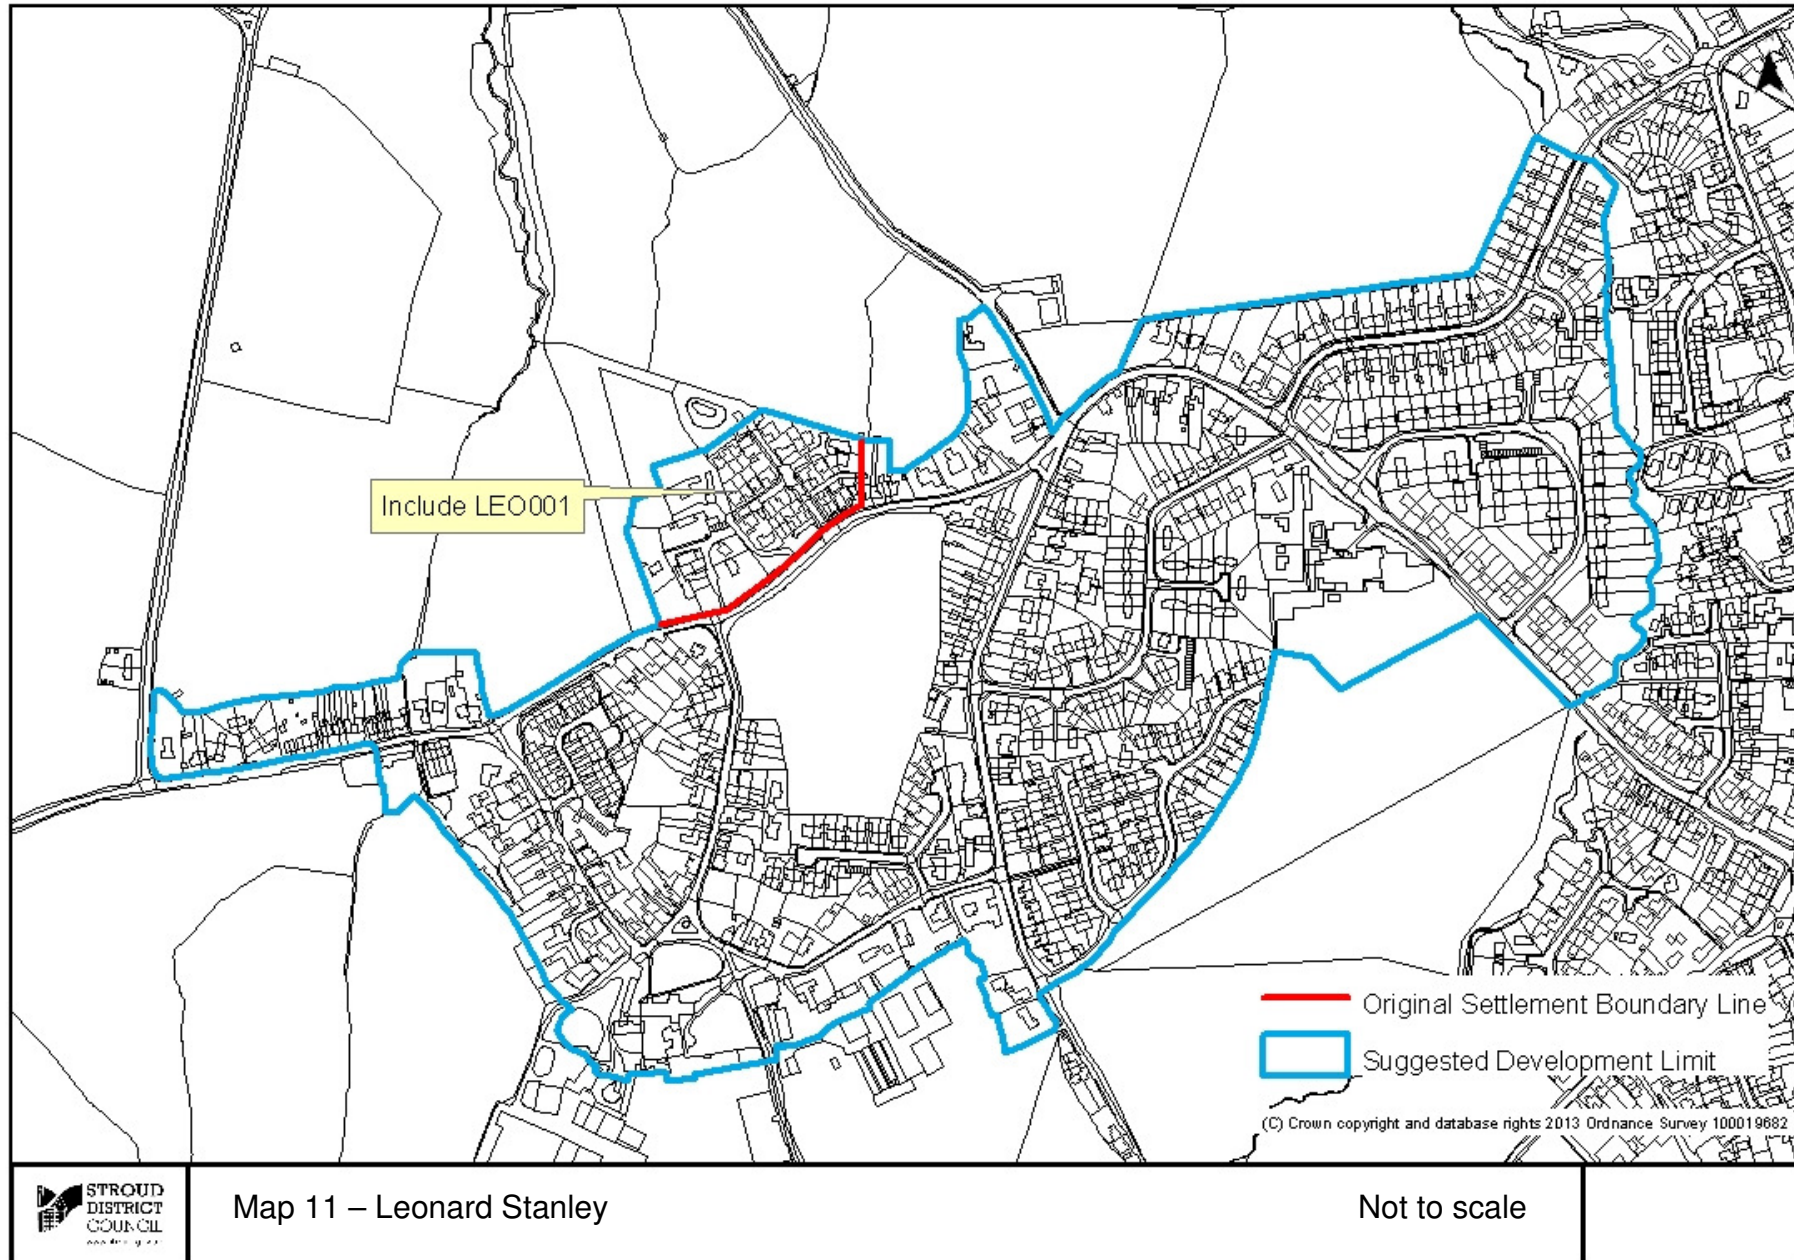 Include LEO001
Original Settlement Boundary Line
Suggested Development Limit
(C) Crown copyright and database rights 2013 Ordnance Survey 100019682
STROUD
DISTRICT
COUNCIL
Map 11 – Leonard Stanley
Not to scale